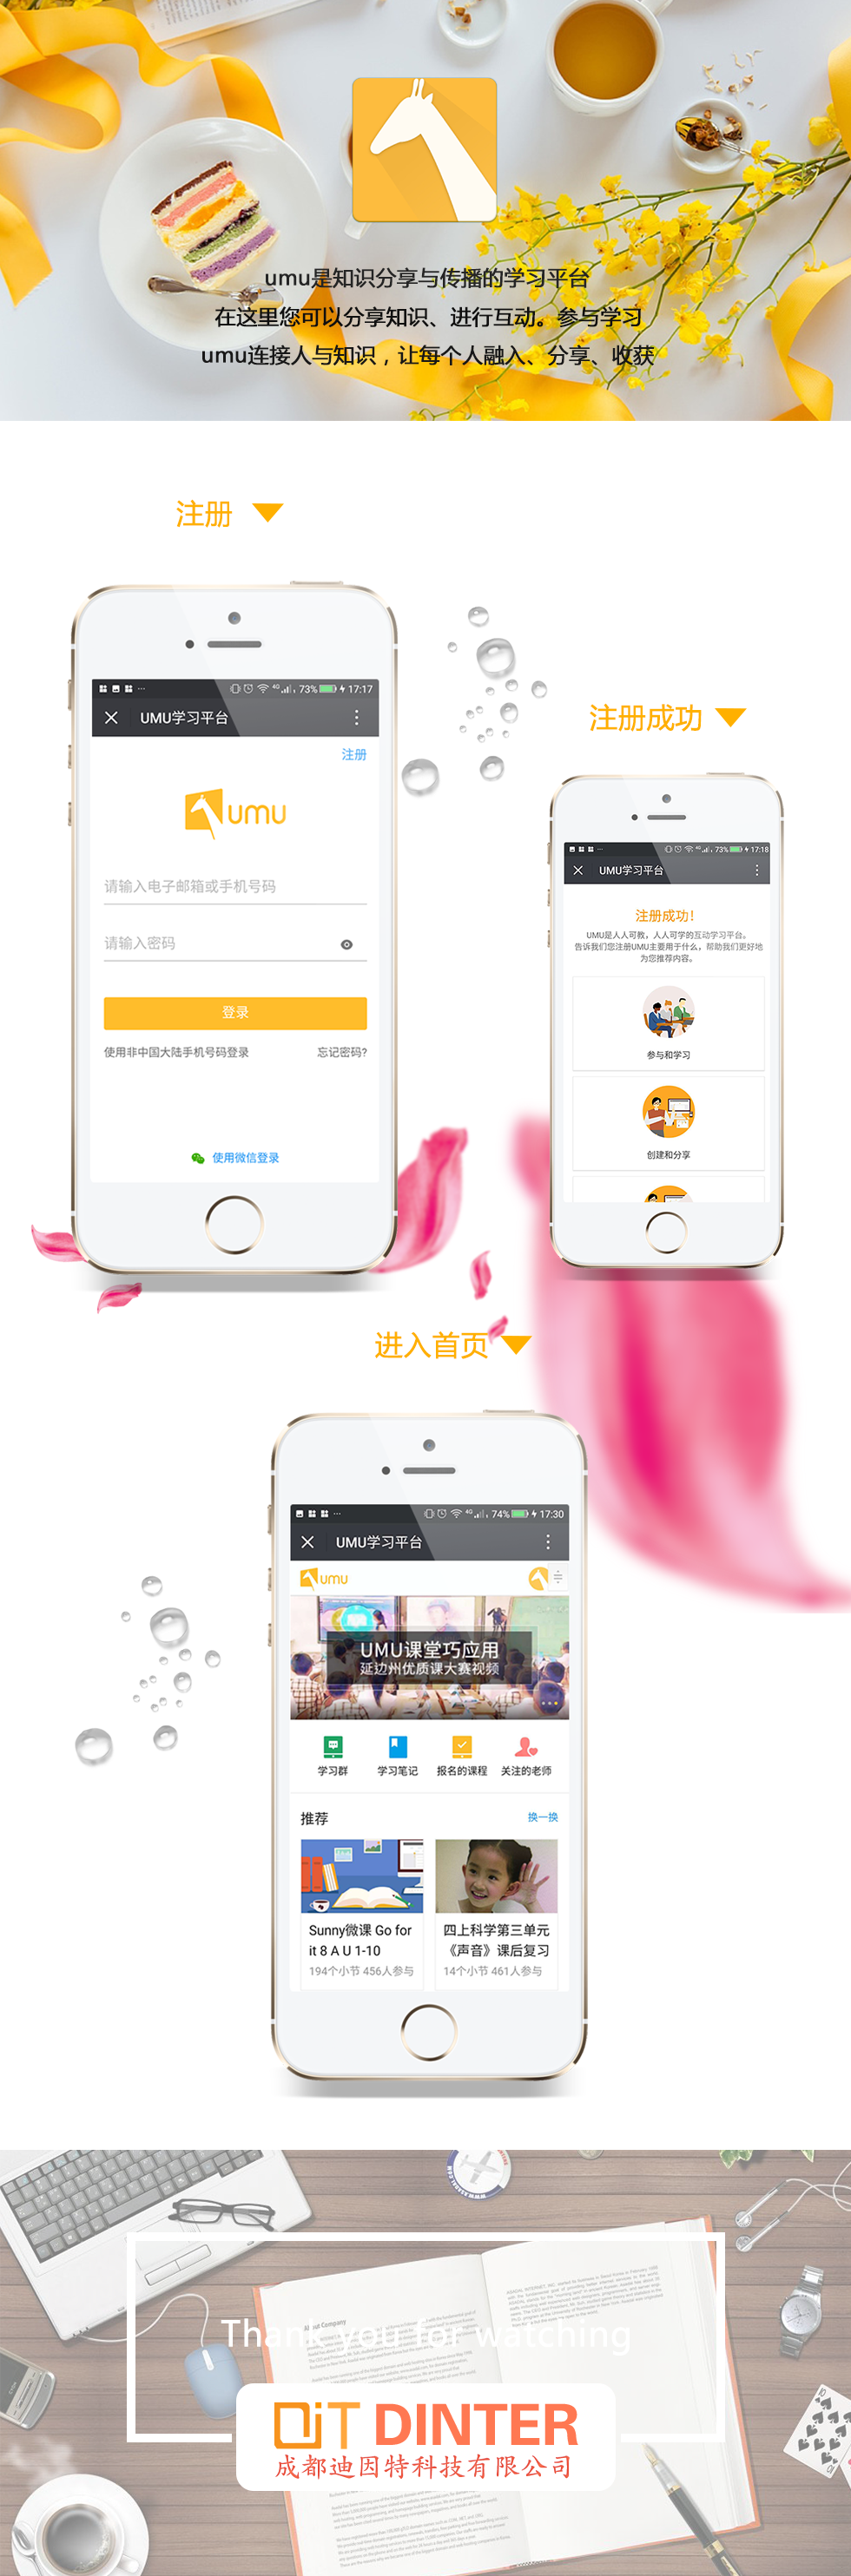 umu是知识分享与传播的学习平台
在这里您可以分享知识、进行互动。参与学习
umu连接人与知识，让每个人融入、分享、收获
注册
4G 73% 17:17
UMU学习平台
注册
umu
请输入电子邮箱或手机号码
请输入密码
登录
使用非中国大陆手机号码登录 忘记密码?
使用微信登录
注册成功
4G 73% 17:18
UMU学习平台
注册成功!
UMU是人人可教，人人可学的互动学习平台。
告诉我们您注册UMU主要用于什么，帮助我们更好地
为您推荐内容。
参与和学习
创建和分享
进入首页
4G 74% 17:30
UMU学习平台
umu
UMU课堂巧应用
延边州优质课大赛视频
学习群 学习笔记 报名的课程 关注的老师
推荐 换一换
Sunny微课 Go for
it 8 A U 1-10
194个小节 456人参与
四上科学第三单元
《声音》课后复习
14个小节 461人参与
About Company
Thank you for watching
DiT DINTER
成都迪因特科技有限公司